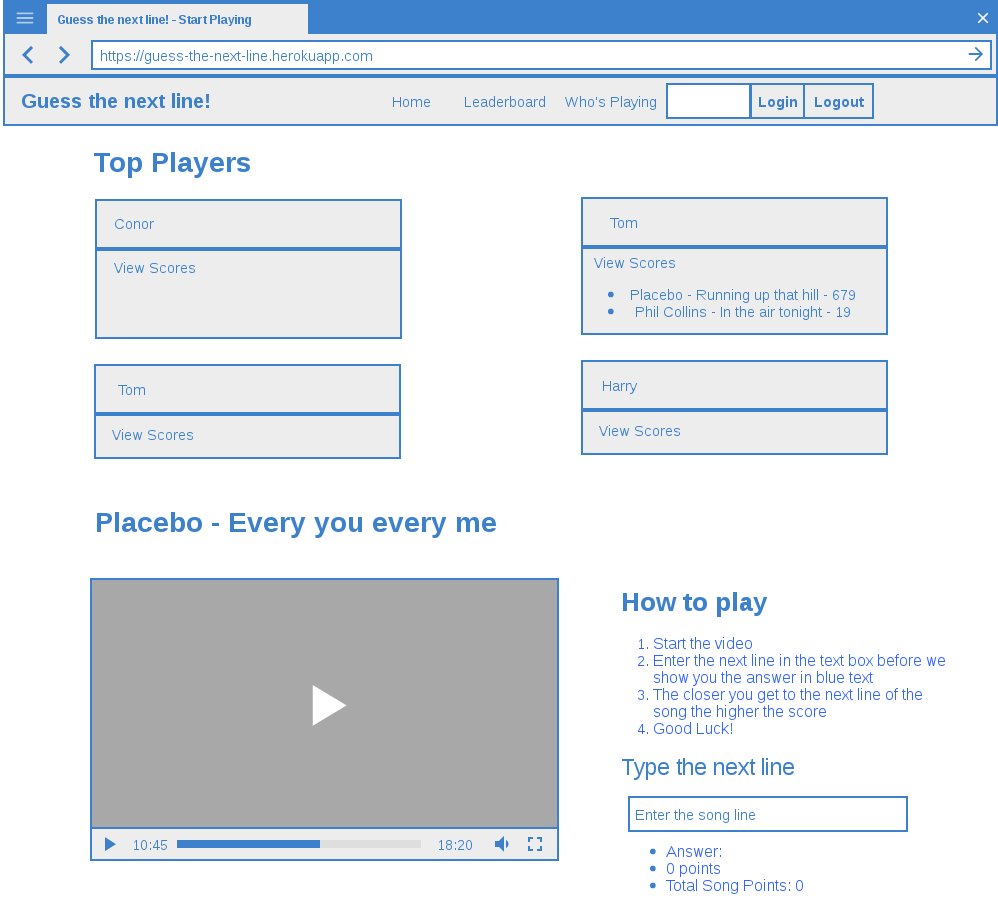 Guess the next line! - Start Playing
https://guess-the-next-line.herokuapp.com
Guess the next line! Home Leaderboard Who's Playing Login Logout
Top Players
Conor
View Scores
Tom
View Scores
Placebo - Running up that hill - 679
Phil Collins - In the air tonight - 19
Tom
View Scores
Harry
View Scores
Placebo - Every you every me
10:45 18:20
How to play
1. Start the video
2. Enter the next line in the text box before we
show you the answer in blue text
3. The closer you get to the next line of the
song the higher the score
4. Good Luck!
Type the next line
Enter the song line
Answer:
0 points
Total Song Points: 0